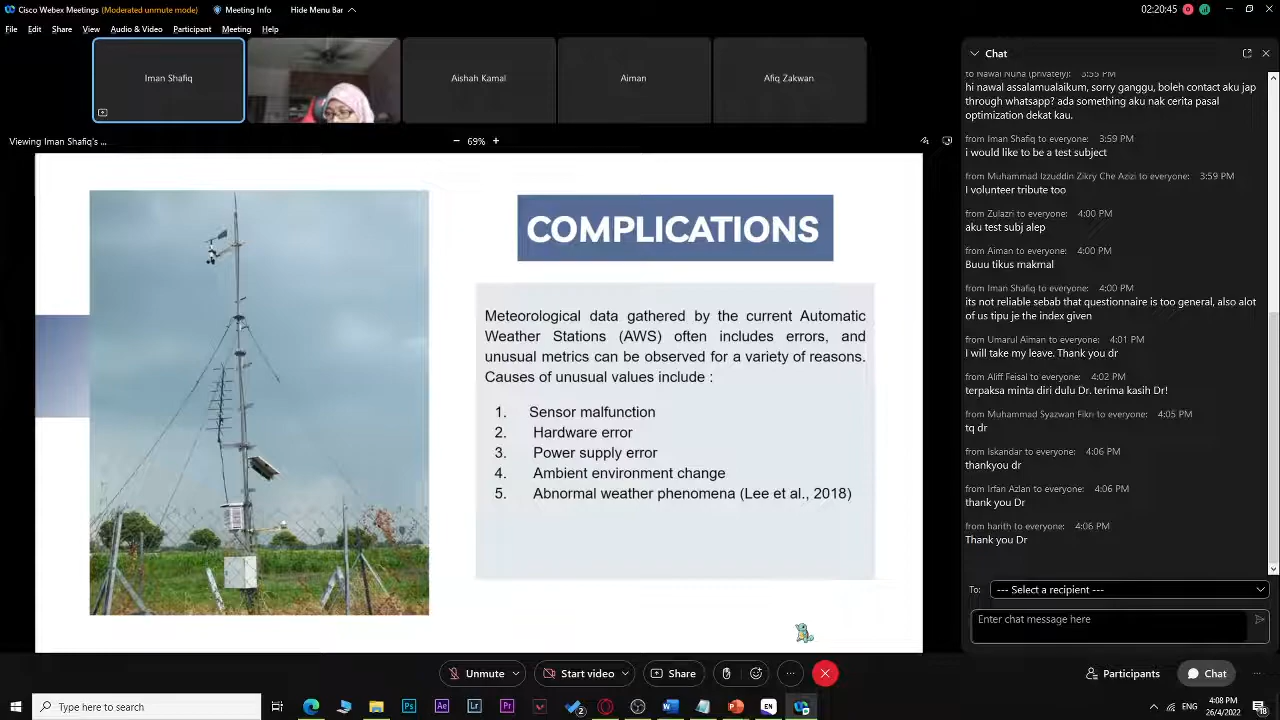 Cisco Webex Meetings (Moderated unmute mode)
Meeting Info
Hide Menu Bar
02:20:45
File Edit Share View Audio & Video Participant Meeting Help
Iman Shafiq
Aishah Kamal
Aiman
Afiq Zakwan
Viewing Iman Shafiq's ...
69%
COMPLICATIONS
Meteorological data gathered by the current Automatic
Weather Stations (AWS) often includes errors, and
unusual metrics can be observed for a variety of reasons.
Causes of unusual values include :
1. Sensor malfunction
2. Hardware error
3. Power supply error
4. Ambient environment change
5. Abnormal weather phenomena (Lee et al., 2018)
Chat
to Nawal Nuha (privately): 3:55 PM
hi nawal assalamualaikum, sorry ganggu, boleh contact aku jap
through whatsapp? ada something aku nak cerita pasal
optimization dekat kau.
from Iman Shafiq to everyone: 3:59 PM
i would like to be a test subject
from Muhammad Izzuddin Zikry Che Azizi to everyone: 3:59 PM
I volunteer tribute too
from Zulazri to everyone: 4:00 PM
aku test subj alep
from Aiman to everyone: 4:00 PM
Buuu tikus makmal
from Iman Shafiq to everyone: 4:00 PM
its not reliable sebab that questionnaire is too general, also alot
of us tipu je the index given
from Umarul Aiman to everyone: 4:01 PM
I will take my leave. Thank you dr
from Aliff Feisal to everyone: 4:02 PM
terpaksa minta diri dulu Dr. terima kasih Dr!
from Muhammad Syazwan Fikri to everyone: 4:05 PM
tq dr
from Iskandar to everyone: 4:06 PM
thankyou dr
from Irfan Azlan to everyone: 4:06 PM
thank you Dr
from harith to everyone: 4:06 PM
Thank you Dr
To: --- Select a recipient ---
Enter chat message here
Unmute
Start video
Share
Participants
Chat
Type here to search
Ps
Ae
Lr
Pr
EN
ENG
4:08 PM
26/4/2022